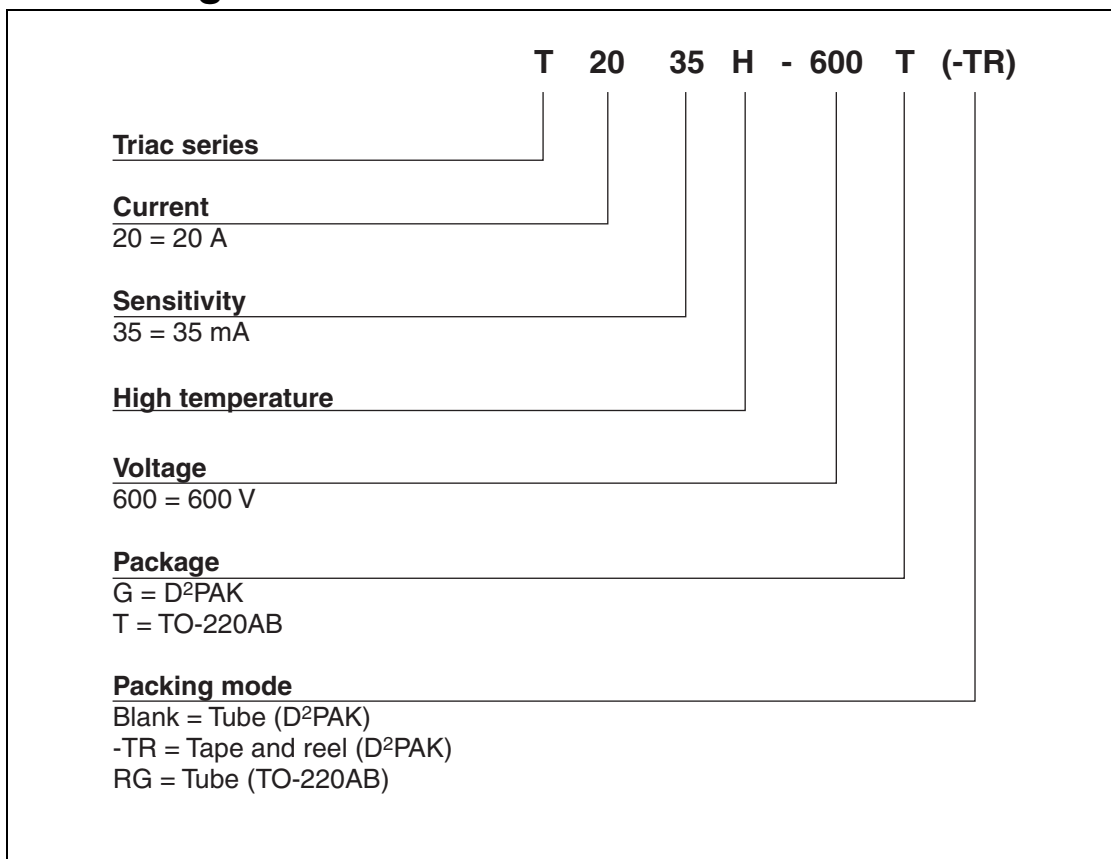 T 20 35 H - 600 T (-TR)
Triac series
Current
20 = 20 A
Sensitivity
35 = 35 mA
High temperature
Voltage
600 = 600 V
Package
G = D²PAK
T = TO-220AB
Packing mode
Blank = Tube (D²PAK)
-TR = Tape and reel (D²PAK)
RG = Tube (TO-220AB)